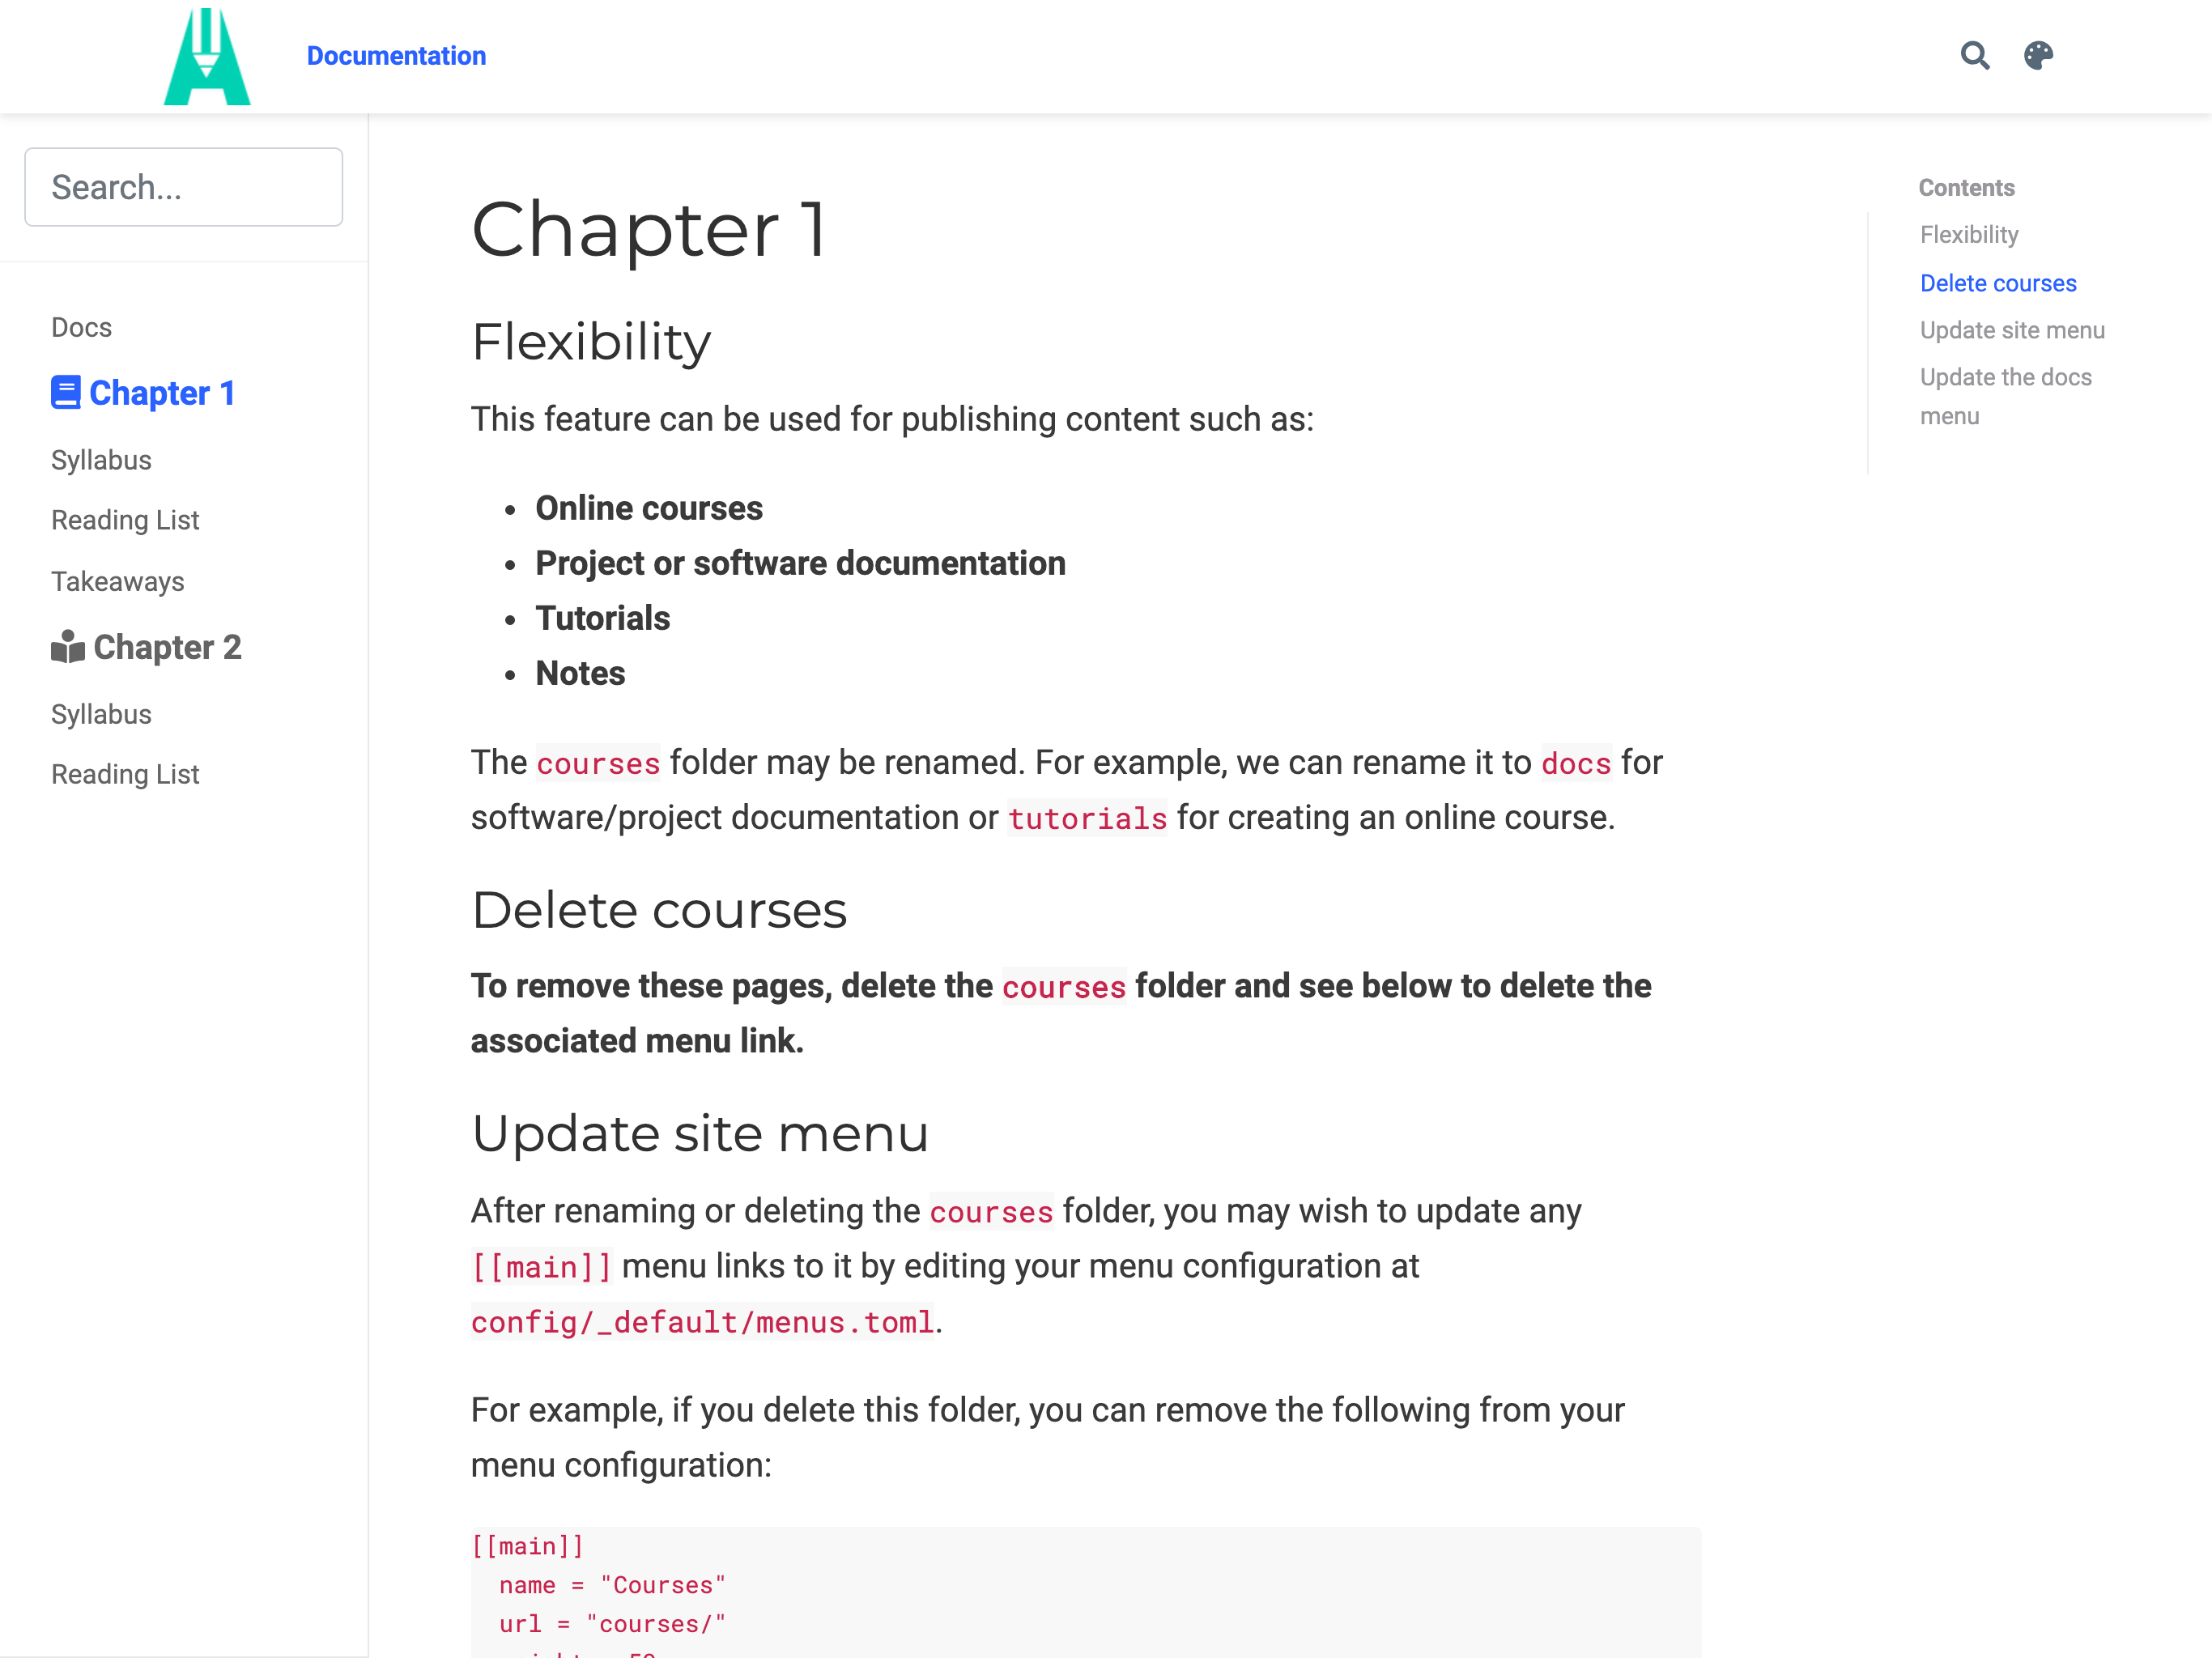 Documentation
Search...
Docs
Chapter 1
Syllabus
Reading List
Takeaways
Chapter 2
Syllabus
Reading List
Chapter 1
Flexibility
This feature can be used for publishing content such as:
Online courses
Project or software documentation
Tutorials
Notes
The courses folder may be renamed. For example, we can rename it to docs for
software/project documentation or tutorials for creating an online course.
Delete courses
To remove these pages, delete the courses folder and see below to delete the
associated menu link.
Update site menu
After renaming or deleting the courses folder, you may wish to update any
[[main]] menu links to it by editing your menu configuration at
config/_default/menus.toml.
For example, if you delete this folder, you can remove the following from your
menu configuration:
[[main]]
name = "Courses"
url = "courses/"
Contents
Flexibility
Delete courses
Update site menu
Update the docs
menu